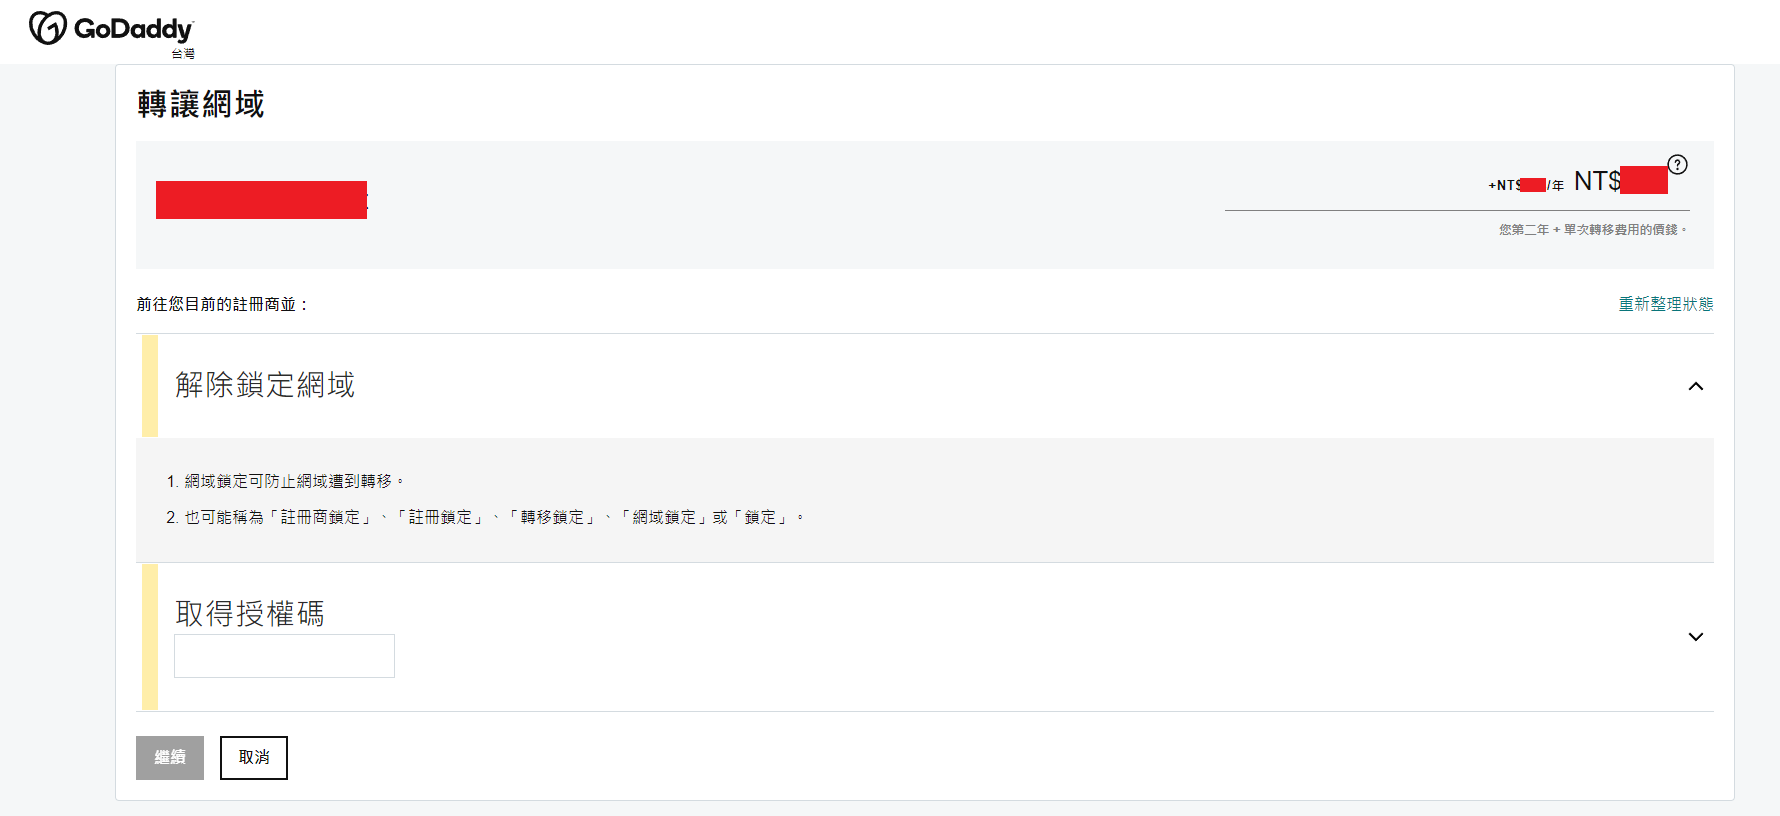 GoDaddy
台灣
轉讓網域
+NT$ /年 NT$
您第二年 + 單次轉移費用的價錢。
前往您目前的註冊商並：
重新整理狀態
解除鎖定網域
1. 網域鎖定可防止網域遭到轉移。
2. 也可能稱為「註冊商鎖定」、「註冊鎖定」、「轉移鎖定」、「網域鎖定」或「鎖定」。
取得授權碼
繼續
取消